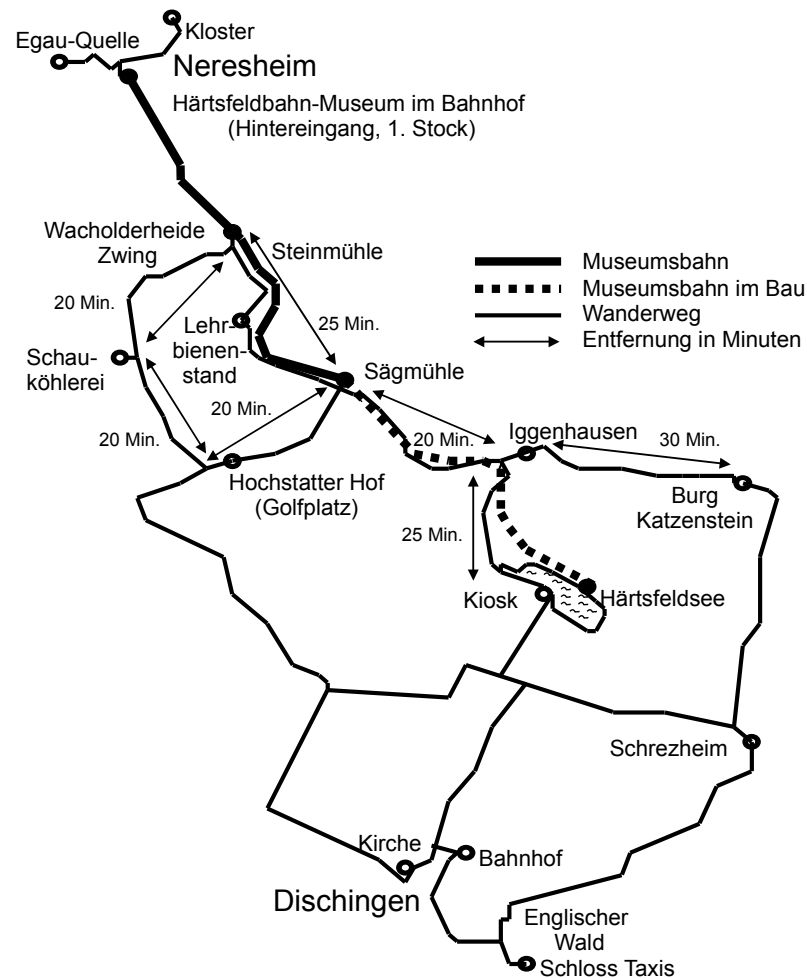 Kloster
Egau-Quelle
Neresheim
Härtsfeldbahn-Museum im Bahnhof
(Hintereingang, 1. Stock)
Wacholderheide
Zwing
Steinmühle
Museumsbahn
Museumsbahn im Bau
Wanderweg
Entfernung in Minuten
20 Min.
25 Min.
Lehr-
bienen-
stand
Schau-
köhlerei
Sägmühle
20 Min.
20 Min.
20 Min.
Iggenhausen
30 Min.
Hochstatter Hof
(Golfplatz)
Burg
Katzenstein
25 Min.
Kiosk
Härtsfeldsee
Schrezheim
Kirche
Bahnhof
Dischingen
Englischer
Wald
Schloss Taxis